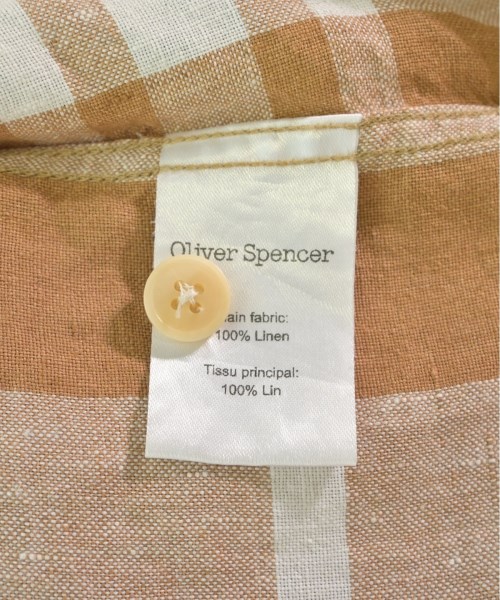 Oliver Spencer
ain fabric:
100% Linen
Tissu principal:
100% Lin